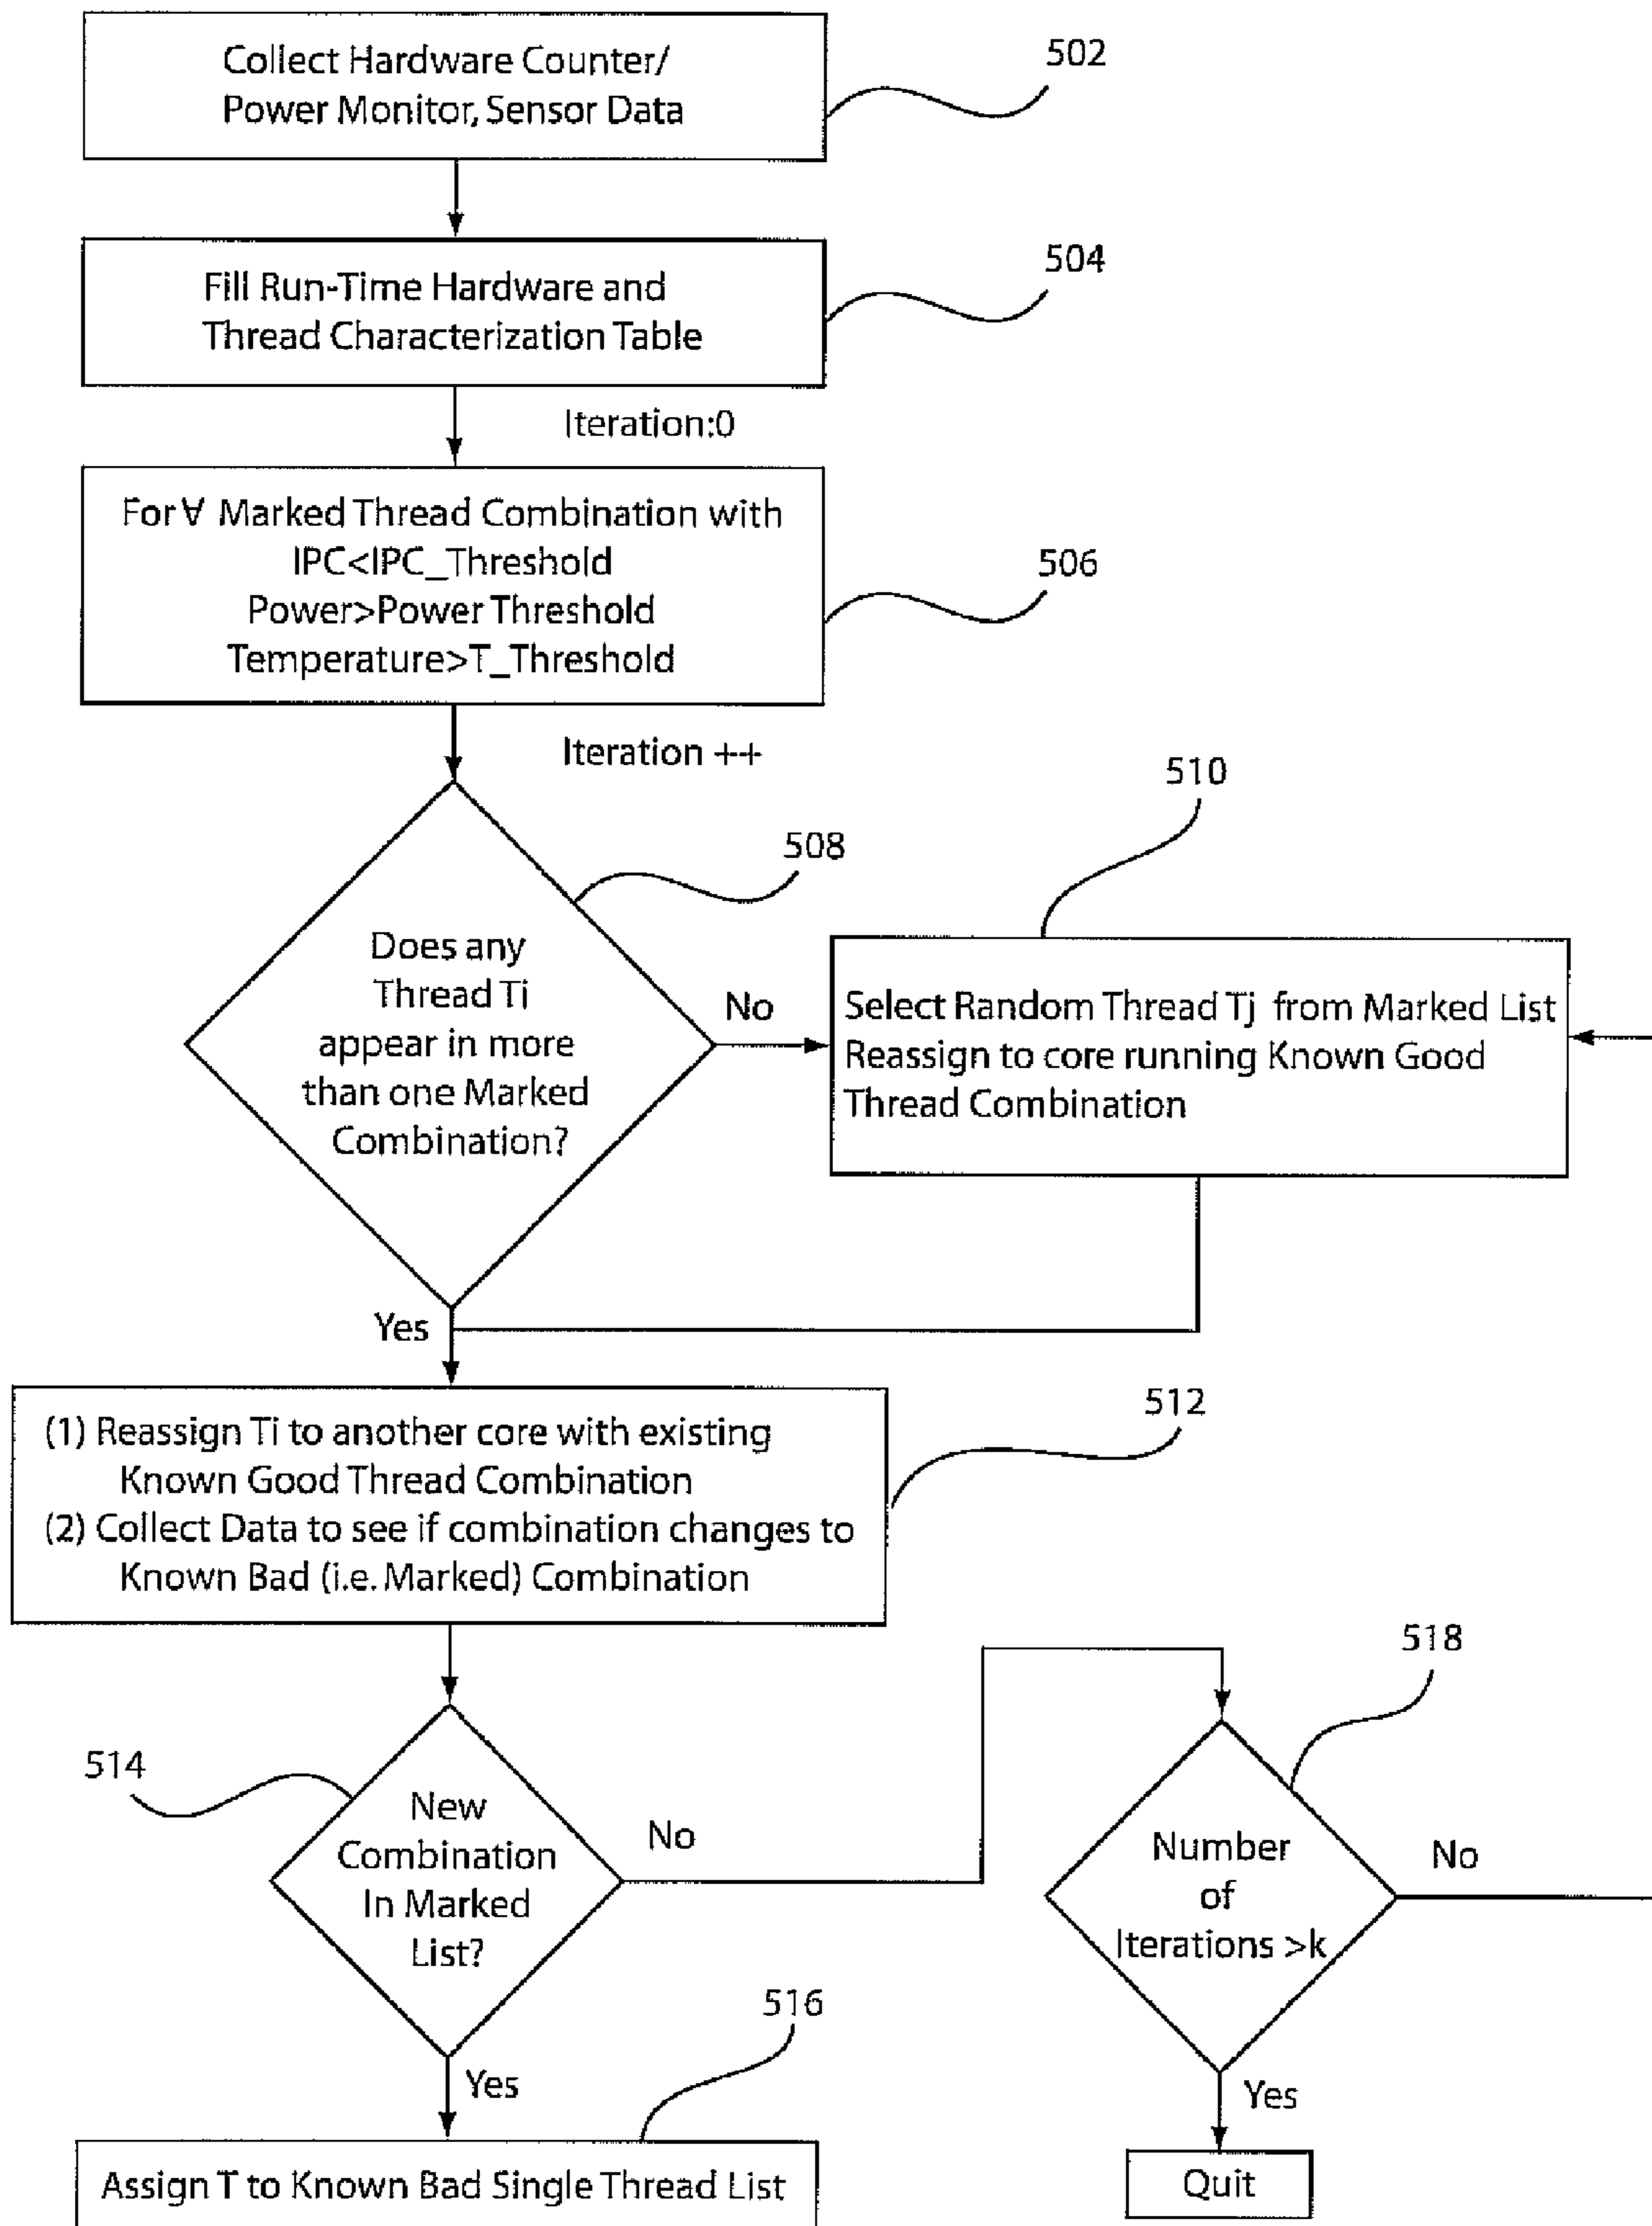 Collect Hardware Counter/
Power Monitor, Sensor Data
502
Fill Run-Time Hardware and
Thread Characterization Table
504
Iteration:0
For ∀ Marked Thread Combination with
IPC<IPC_Threshold
Power>Power Threshold
Temperature>T_Threshold
506
Iteration ++
508
Does any
Thread Ti
appear in more
than one Marked
Combination?
No
510
Select Random Thread Tj from Marked List
Reassign to core running Known Good
Thread Combination
Yes
(1) Reassign Ti to another core with existing
Known Good Thread Combination
(2) Collect Data to see if combination changes to
Known Bad (i.e. Marked) Combination
512
514
New
Combination
In Marked
List?
No
518
Number
of
Iterations >k
No
Yes
516
Assign T to Known Bad Single Thread List
Yes
Quit